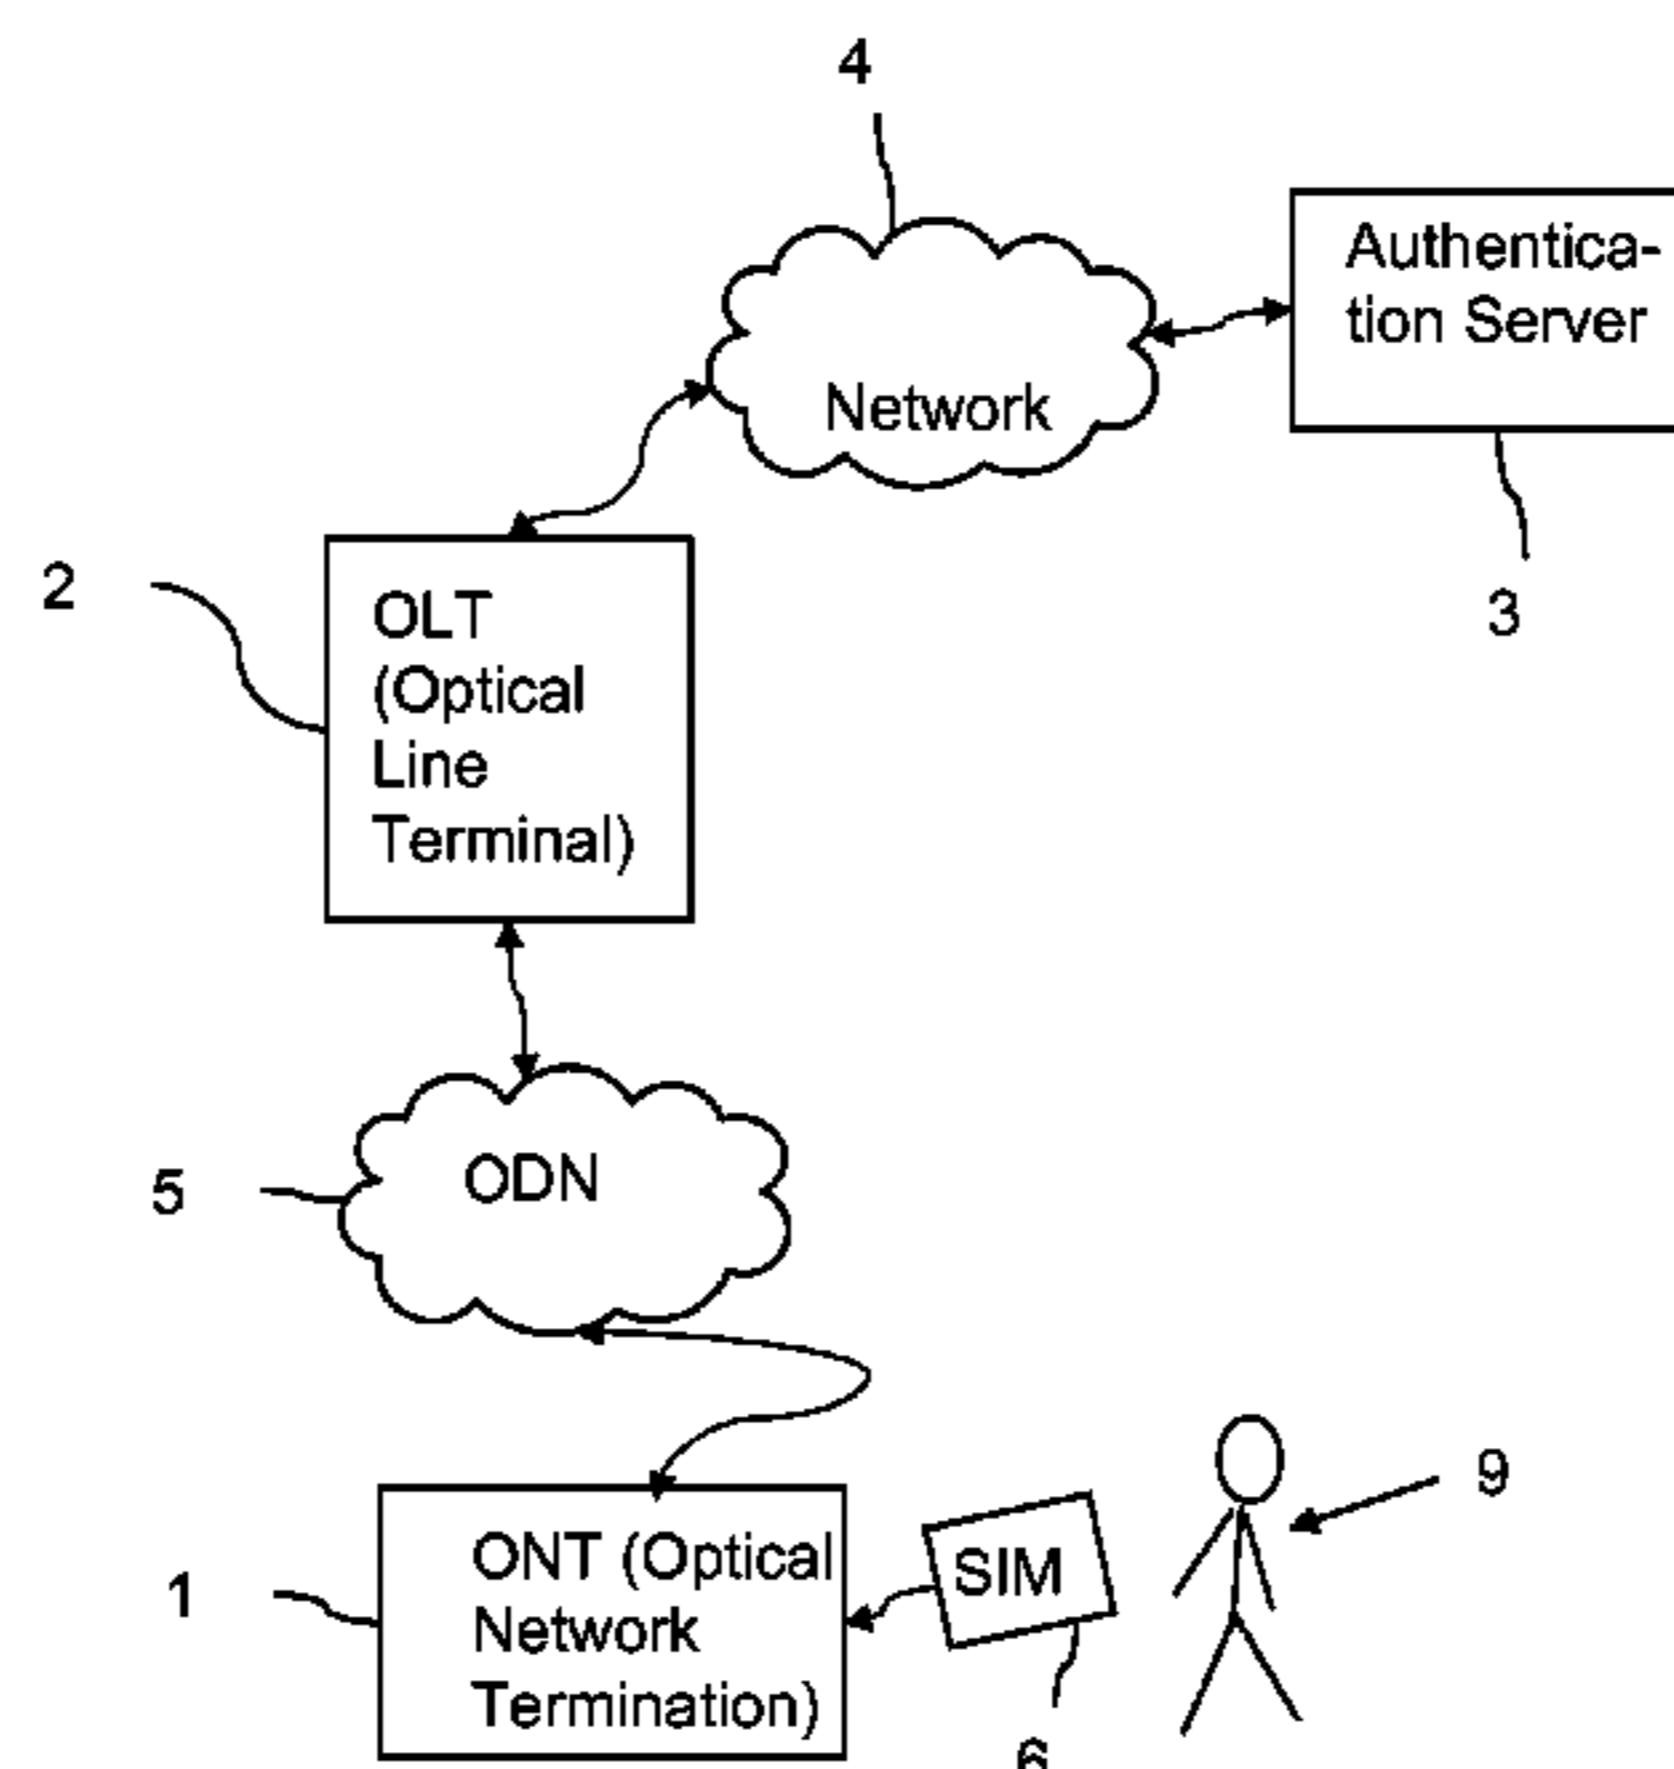 4
Authentica-
tion Server
Network
3
2
OLT
(Optical
Line
Terminal)
5
ODN
9
1
ONT (Optical
Network
Termination)
SIM
6